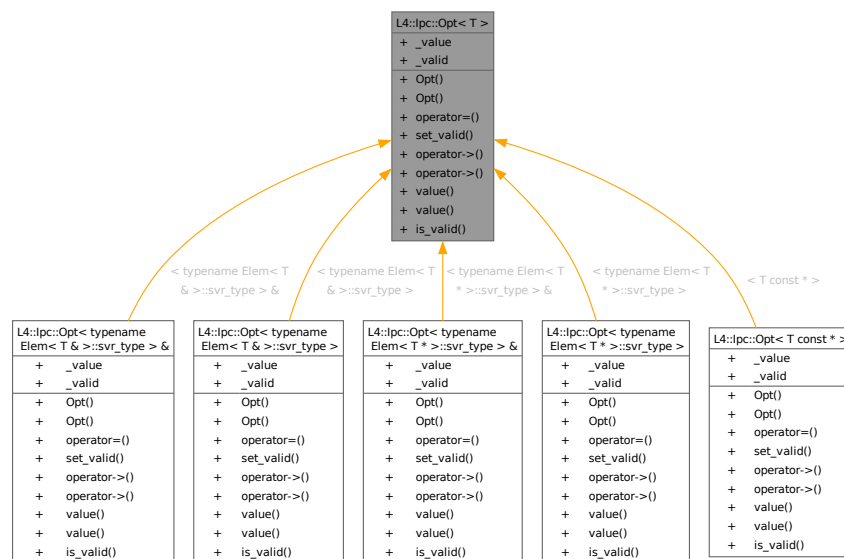 L4::Ipc::Opt< T >
+ _value
+ _valid
+ Opt()
+ Opt()
+ operator=()
+ set_valid()
+ operator->()
+ operator->()
+ value()
+ value()
+ is_valid()
< typename Elem< T
& >::svr_type > &
< typename Elem< T
& >::svr_type >
< typename Elem< T
* >::svr_type > &
< typename Elem< T
* >::svr_type >
< T const * >
L4::Ipc::Opt< typename
Elem< T & >::svr_type > &
+ _value
+ _valid
+ Opt()
+ Opt()
+ operator=()
+ set_valid()
+ operator->()
+ operator->()
+ value()
+ value()
+ is_valid()
L4::Ipc::Opt< typename
Elem< T & >::svr_type >
+ _value
+ _valid
+ Opt()
+ Opt()
+ operator=()
+ set_valid()
+ operator->()
+ operator->()
+ value()
+ value()
+ is_valid()
L4::Ipc::Opt< typename
Elem< T * >::svr_type > &
+ _value
+ _valid
+ Opt()
+ Opt()
+ operator=()
+ set_valid()
+ operator->()
+ operator->()
+ value()
+ value()
+ is_valid()
L4::Ipc::Opt< typename
Elem< T * >::svr_type >
+ _value
+ _valid
+ Opt()
+ Opt()
+ operator=()
+ set_valid()
+ operator->()
+ operator->()
+ value()
+ value()
+ is_valid()
L4::Ipc::Opt< T const * >
+ _value
+ _valid
+ Opt()
+ Opt()
+ operator=()
+ set_valid()
+ operator->()
+ operator->()
+ value()
+ value()
+ is_valid()